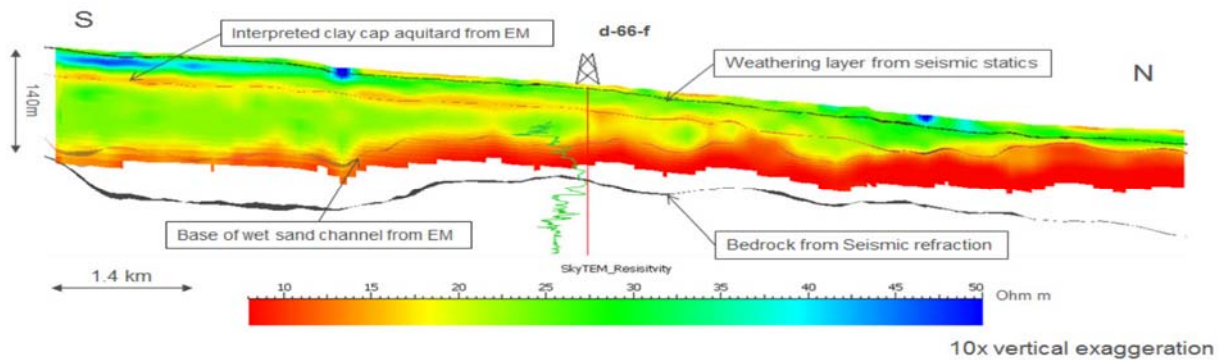 S
Interpreted clay cap aquitard from EM
d-66-f
Weathering layer from seismic statics
N
140m
Base of wet sand channel from EM
Bedrock from Seismic refraction
1.4 km
SkyTEM_Resisitvity
10 15 20 25 30 35 40 45 50
Ohm m
10x vertical exaggeration